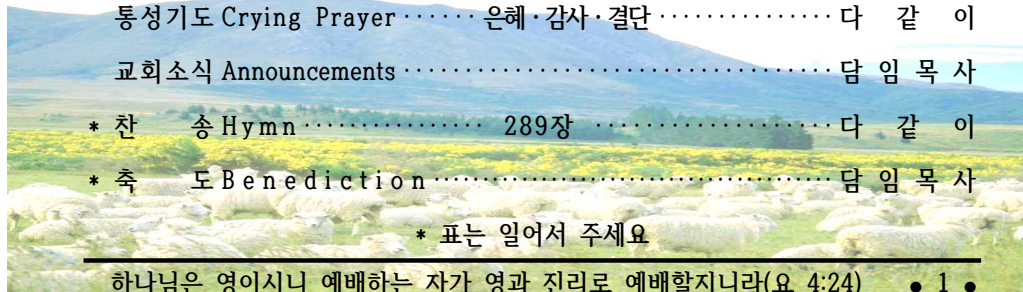 통성기도 Crying Prayer ······ 은혜·감사·결단 ··············· 다 같 이
교회소식 Announcements ································· 담 임 목 사
* 찬 송 Hymn ················ 289장 ······················ 다 같 이
* 축 도 Benediction ···································· 담 임 목 사
* 표는 일어서 주세요
하나님은 영이시니 예배하는 자가 영과 진리로 예배할지니라(요 4:24) ● 1 ●